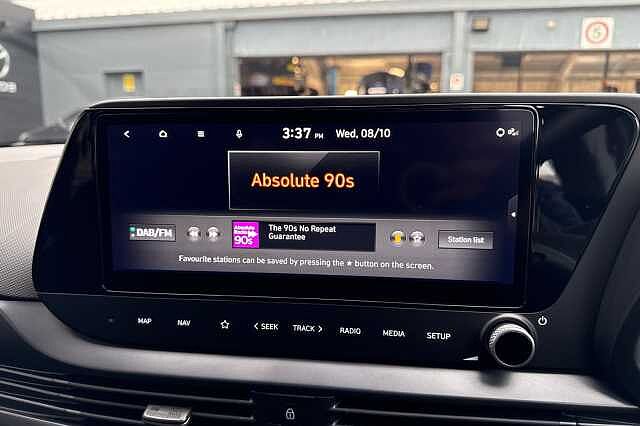 5
3:37 PM Wed, 08/10
Absolute 90s
DAB/FM
Absolute Radio 90s
The 90s No Repeat
Guarantee
Station list
Favourite stations can be saved by pressing the ★ button on the screen.
MAP NAV < SEEK TRACK > RADIO MEDIA SETUP